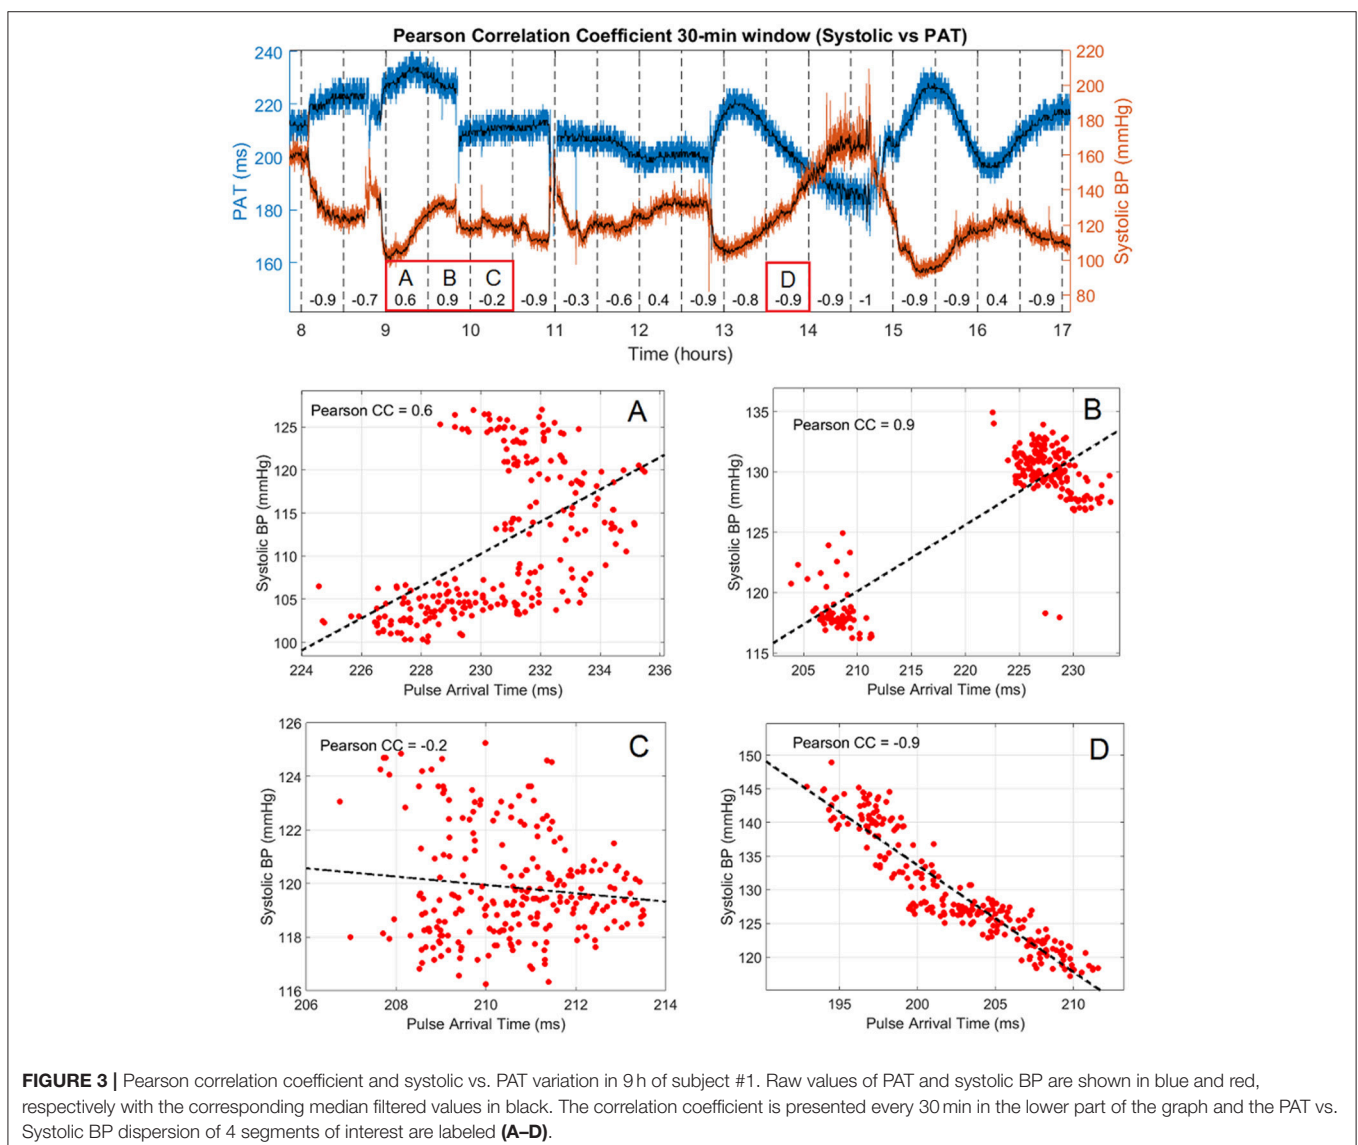 Pearson Correlation Coefficient 30-min window (Systolic vs PAT)
240
220
200
180
160
PAT (ms)
220
200
180
160
140
120
100
80
Systolic BP (mmHg)
A B C D
-0.9 -0.7 0.6 0.9 -0.2 -0.9 -0.3 -0.6 0.4 -0.9 -0.8 -0.9 -0.9 -1 -0.9 -0.9 0.4 -0.9
8 9 10 11 12 13 14 15 16 17
Time (hours)
Pearson CC = 0.6
A
125
120
115
110
105
100
Systolic BP (mmHg)
224 226 228 230 232 234 236
Pulse Arrival Time (ms)
Pearson CC = 0.9
B
135
130
125
120
115
Systolic BP (mmHg)
205 210 215 220 225 230
Pulse Arrival Time (ms)
Pearson CC = -0.2
C
126
124
122
120
118
116
Systolic BP (mmHg)
206 208 210 212 214
Pulse Arrival Time (ms)
Pearson CC = -0.9
D
150
145
140
135
130
125
120
Systolic BP (mmHg)
195 200 205 210
Pulse Arrival Time (ms)
FIGURE 3 | Pearson correlation coefficient and systolic vs. PAT variation in 9 h of subject #1. Raw values of PAT and systolic BP are shown in blue and red,
respectively with the corresponding median filtered values in black. The correlation coefficient is presented every 30 min in the lower part of the graph and the PAT vs.
Systolic BP dispersion of 4 segments of interest are labeled (A–D).